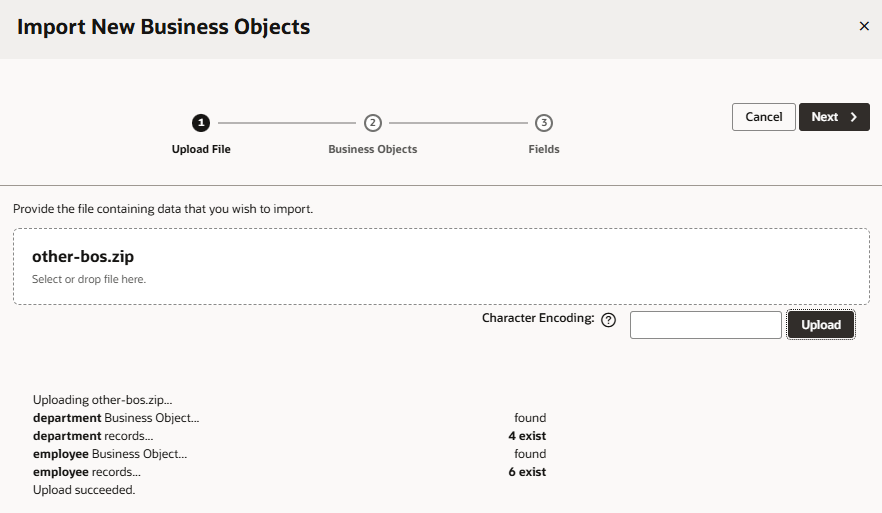 Import New Business Objects
×
1
2
3
Cancel
Next
Upload File
Business Objects
Fields
Provide the file containing data that you wish to import.
other-bos.zip
Select or drop file here.
Character Encoding: ?
Upload
Uploading other-bos.zip...
department Business Object... found
department records... 4 exist
employee Business Object... found
employee records... 6 exist
Upload succeeded.